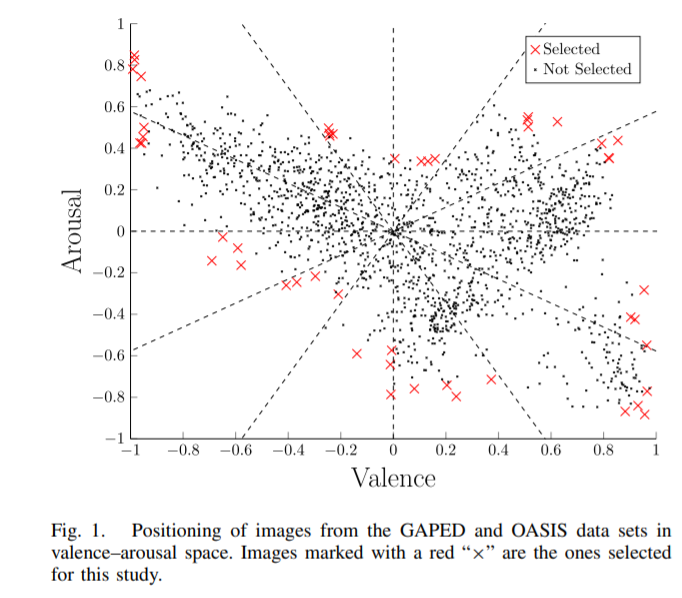 1
0.8
0.6
0.4
0.2
0
−0.2
−0.4
−0.6
−0.8
−1
Arousal
Selected
Not Selected
−1 −0.8 −0.6 −0.4 −0.2 0 0.2 0.4 0.6 0.8 1
Valence
Fig. 1. Positioning of images from the GAPED and OASIS data sets in
valence–arousal space. Images marked with a red “×” are the ones selected
for this study.